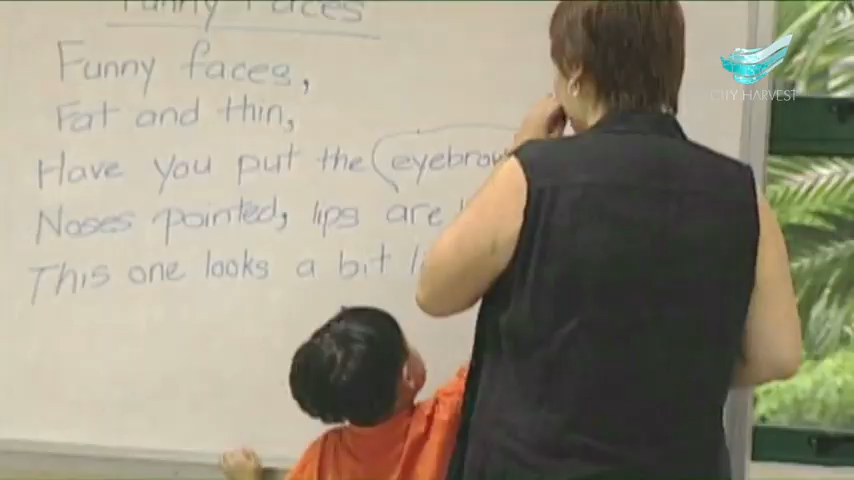 Funny Faces
Funny faces,
Fat and thin,
Have you put the
Noses pointed, lips are
This one looks a bit
CITY HARVEST